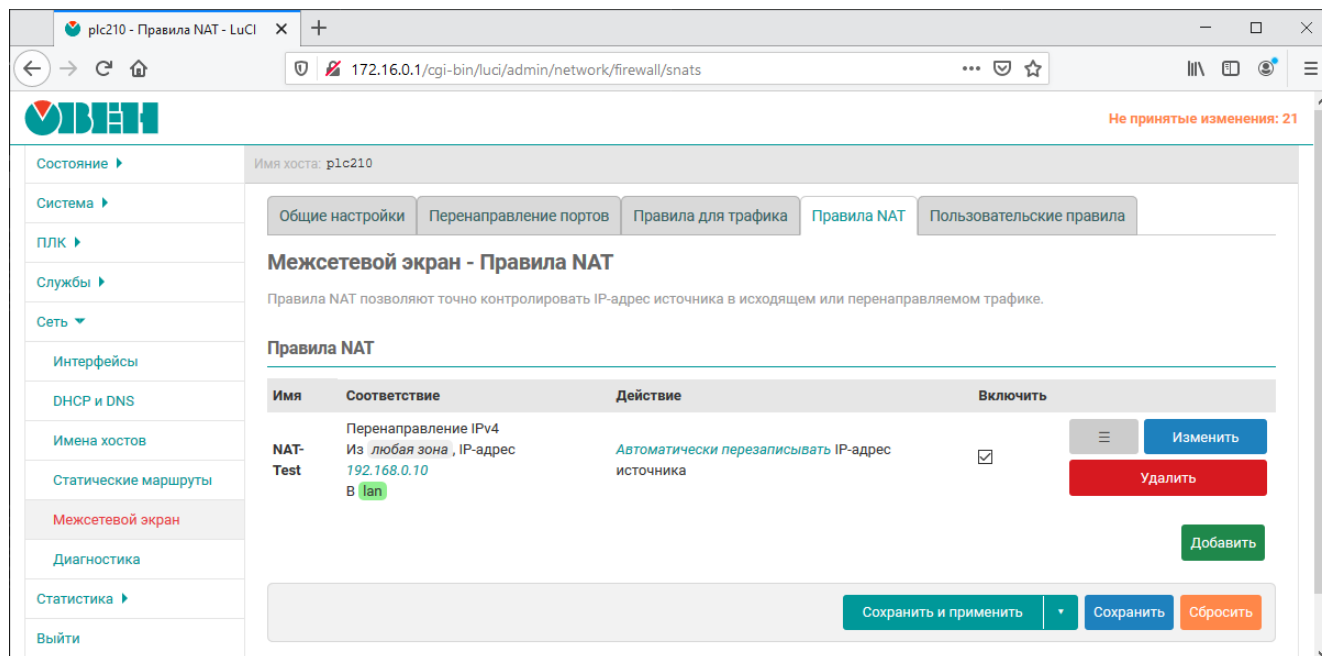 plc210 - Правила NAT - LuCI
172.16.0.1/cgi-bin/luci/admin/network/firewall/snats
ОВЕН
Не принятые изменения: 21
Состояние
Имя хоста: plc210
Система
Общие настройки Перенаправление портов Правила для трафика Правила NAT Пользовательские правила
ПЛК
Межсетевой экран - Правила NAT
Службы
Правила NAT позволяют точно контролировать IP-адрес источника в исходящем или перенаправляемом трафике.
Сеть
Правила NAT
Интерфейсы
DHCP и DNS
Имя Соответствие Действие Включить
Имена хостов
NAT-Test
Перенаправление IPv4
Из любая зона , IP-адрес
192.168.0.10
В lan
Автоматически перезаписывать IP-адрес
источника
Изменить
Удалить
Статические маршруты
Межсетевой экран
Диагностика
Добавить
Статистика
Сохранить и применить Сохранить Сбросить
Выйти